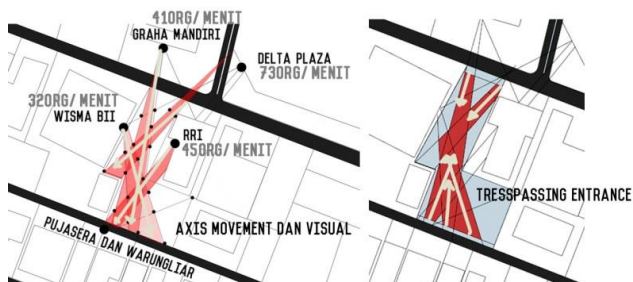 410RG/ MENIT
GRAHA MANDIRI
DELTA PLAZA
730RG/ MENIT
320RG/ MENIT
WISMA BII
RRI
450RG/ MENIT
AXIS MOVEMENT DAN VISUAL
PUJASERA DAN WARUNGLIAR
TRESSPASSING ENTRANCE